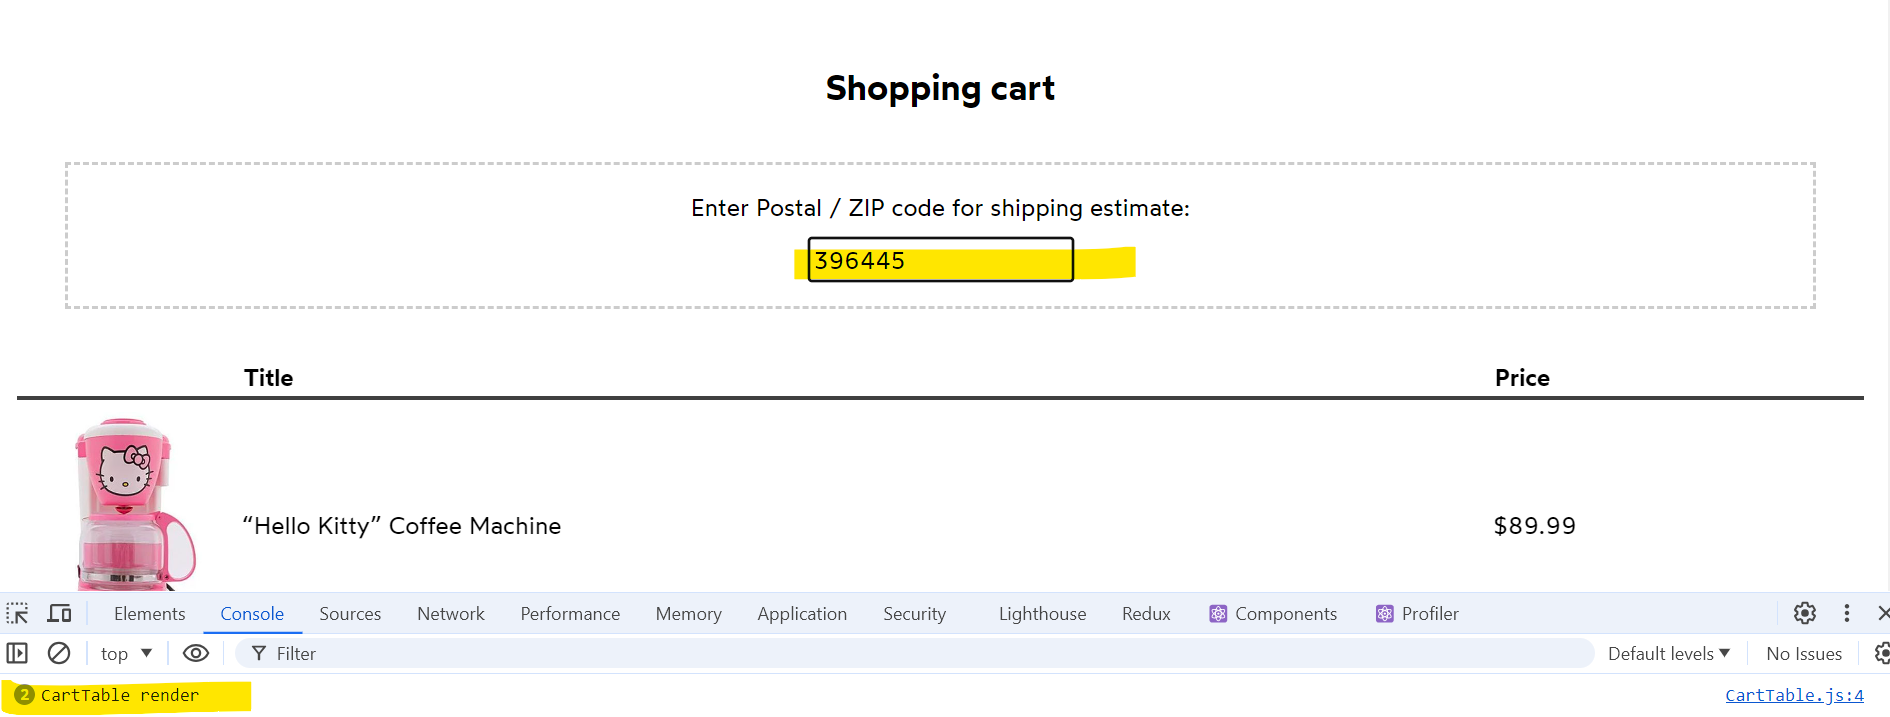 Shopping cart
Enter Postal / ZIP code for shipping estimate:
396445
Title Price
“Hello Kitty” Coffee Machine $89.99
Elements Console Sources Network Performance Memory Application Security Lighthouse Redux Components Profiler
top Filter Default levels No Issues
2 CartTable render CartTable.js:4